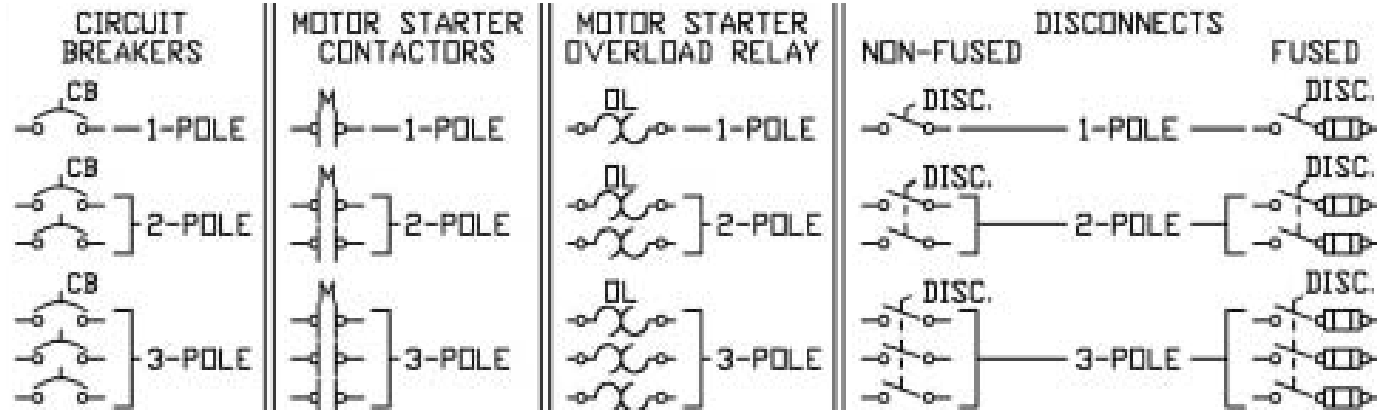 CIRCUIT
BREAKERS
CB
1-POLE
CB
2-POLE
CB
3-POLE
MOTOR STARTER
CONTACTORS
M
1-POLE
M
2-POLE
M
3-POLE
MOTOR STARTER
OVERLOAD RELAY
OL
1-POLE
OL
2-POLE
OL
3-POLE
DISCONNECTS
NON-FUSED FUSED
DISC. 1-POLE DISC.
DISC. 2-POLE DISC.
DISC. 3-POLE DISC.